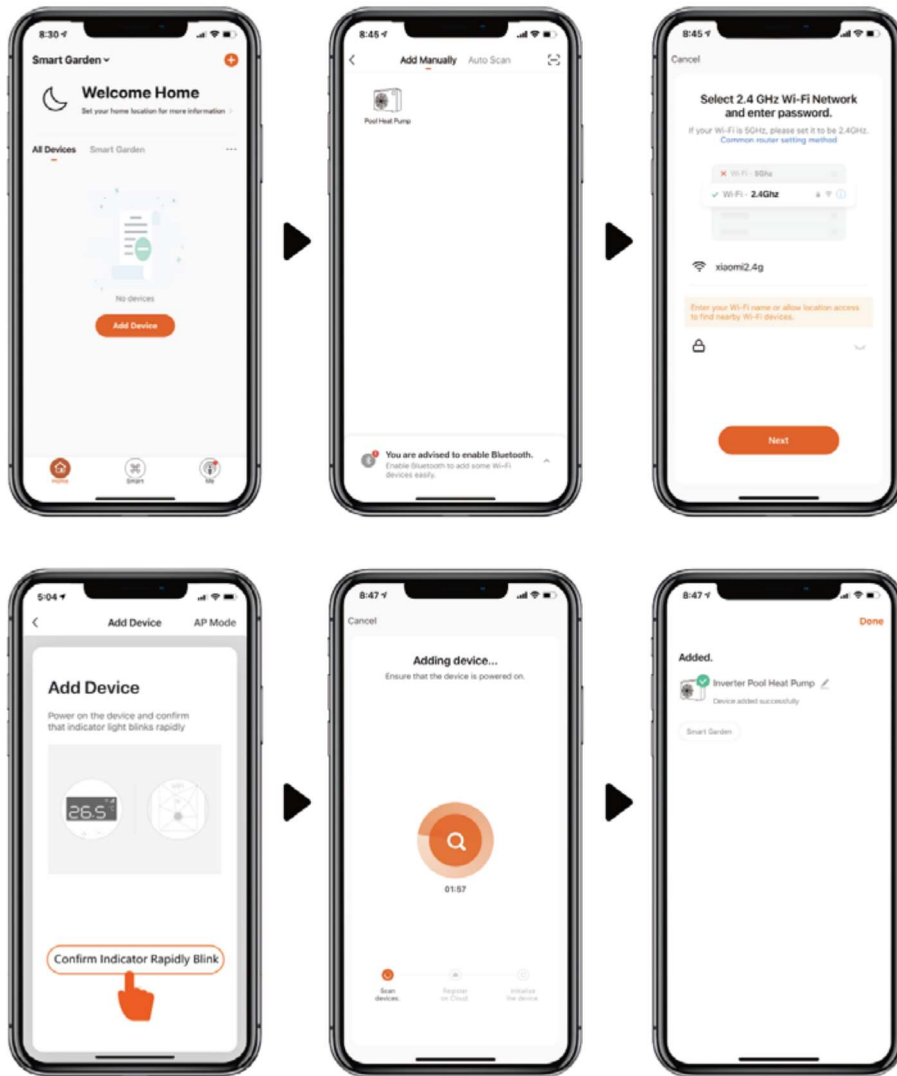 8:30
Smart Garden
Welcome Home
Set your home location for more information
All Devices Smart Garden
No devices
Add Device
Home Smart Me
8:45
Add Manually Auto Scan
Pool Heat Pump
You are advised to enable Bluetooth.
Enable Bluetooth to add some Wi-Fi
devices easily.
8:45
Cancel
Select 2.4 GHz Wi-Fi Network
and enter password.
If your Wi-Fi is 5GHz, please set it to be 2.4GHz.
Common router setting method
Wi-Fi - 5Ghz
Wi-Fi - 2.4Ghz
xiaomi2.4g
Enter your Wi-Fi name or allow location access
to find nearby Wi-Fi devices.
Next
5:04
Add Device AP Mode
Add Device
Power on the device and confirm
that indicator light blinks rapidly
26.5
Confirm Indicator Rapidly Blink
8:47
Cancel
Adding device...
Ensure that the device is powered on.
01:57
Scan Register Initialize
devices. on Cloud. the device.
8:47
Done
Added.
Inverter Pool Heat Pump
Device added successfully
Smart Garden